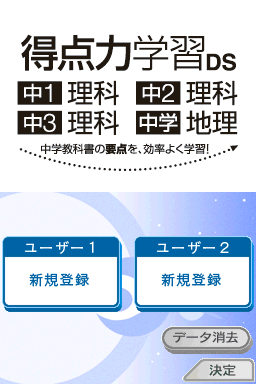 得点力学習DS
中1 理科 中2 理科
中3 理科 中学 地理
中学教科書の要点を、効率よく学習!
ユーザー1 ユーザー2
新規登録 新規登録
データ消去
決定